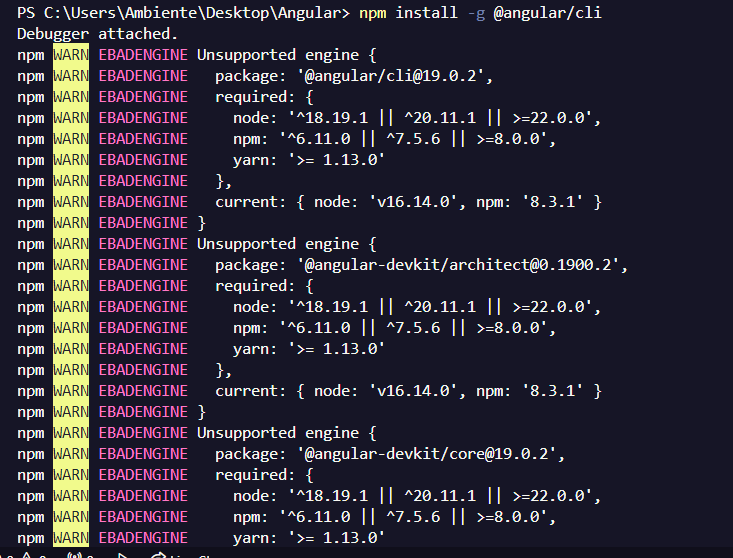 PS C:\Users\Ambiente\Desktop\Angular> npm install -g @angular/cli
Debugger attached.
npm WARN EBADENGINE Unsupported engine {
npm WARN EBADENGINE   package: '@angular/cli@19.0.2',
npm WARN EBADENGINE   required: {
npm WARN EBADENGINE     node: '^18.19.1 || ^20.11.1 || >=22.0.0',
npm WARN EBADENGINE     npm: '^6.11.0 || ^7.5.6 || >=8.0.0',
npm WARN EBADENGINE     yarn: '>= 1.13.0'
npm WARN EBADENGINE   },
npm WARN EBADENGINE   current: { node: 'v16.14.0', npm: '8.3.1' }
npm WARN EBADENGINE }
npm WARN EBADENGINE Unsupported engine {
npm WARN EBADENGINE   package: '@angular-devkit/architect@0.1900.2',
npm WARN EBADENGINE   required: {
npm WARN EBADENGINE     node: '^18.19.1 || ^20.11.1 || >=22.0.0',
npm WARN EBADENGINE     npm: '^6.11.0 || ^7.5.6 || >=8.0.0',
npm WARN EBADENGINE     yarn: '>= 1.13.0'
npm WARN EBADENGINE   },
npm WARN EBADENGINE   current: { node: 'v16.14.0', npm: '8.3.1' }
npm WARN EBADENGINE }
npm WARN EBADENGINE Unsupported engine {
npm WARN EBADENGINE   package: '@angular-devkit/core@19.0.2',
npm WARN EBADENGINE   required: {
npm WARN EBADENGINE     node: '^18.19.1 || ^20.11.1 || >=22.0.0',
npm WARN EBADENGINE     npm: '^6.11.0 || ^7.5.6 || >=8.0.0',
npm WARN EBADENGINE     yarn: '>= 1.13.0'